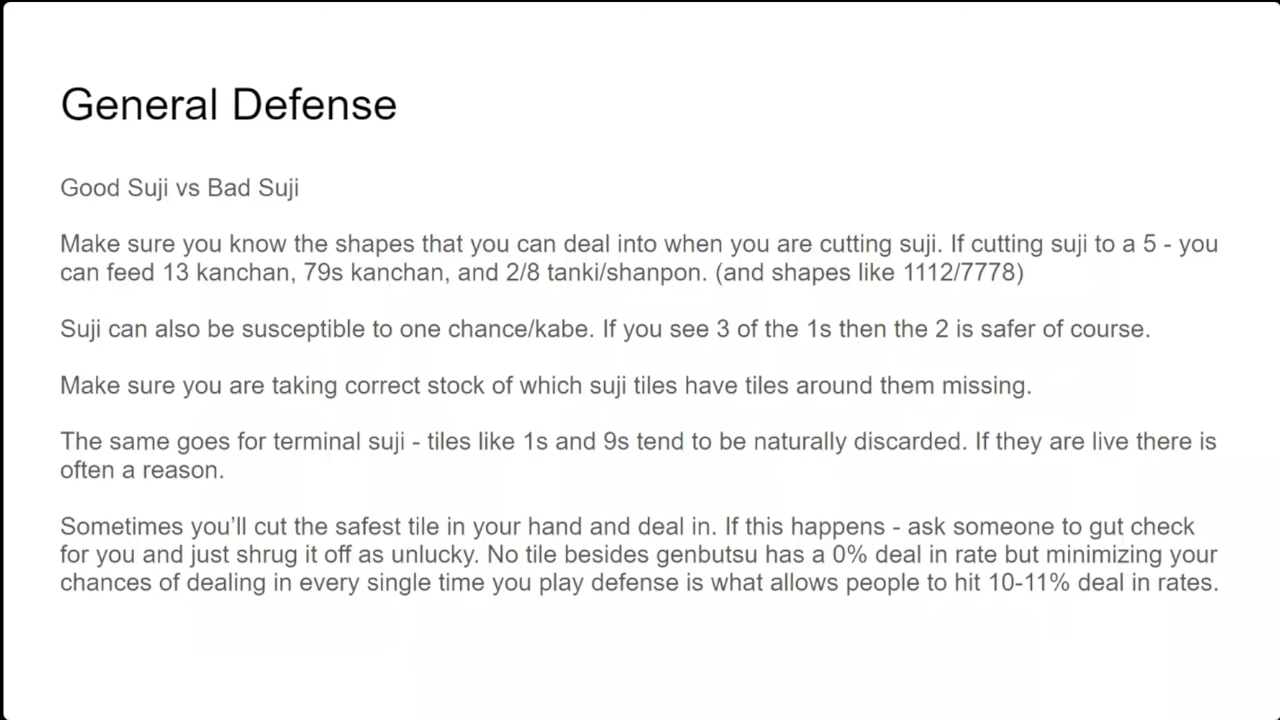 General Defense
Good Suji vs Bad Suji
Make sure you know the shapes that you can deal into when you are cutting suji. If cutting suji to a 5 - you
can feed 13 kanchan, 79s kanchan, and 2/8 tanki/shanpon. (and shapes like 1112/7778)
Suji can also be susceptible to one chance/kabe. If you see 3 of the 1s then the 2 is safer of course.
Make sure you are taking correct stock of which suji tiles have tiles around them missing.
The same goes for terminal suji - tiles like 1s and 9s tend to be naturally discarded. If they are live there is
often a reason.
Sometimes you’ll cut the safest tile in your hand and deal in. If this happens - ask someone to gut check
for you and just shrug it off as unlucky. No tile besides genbutsu has a 0% deal in rate but minimizing your
chances of dealing in every single time you play defense is what allows people to hit 10-11% deal in rates.